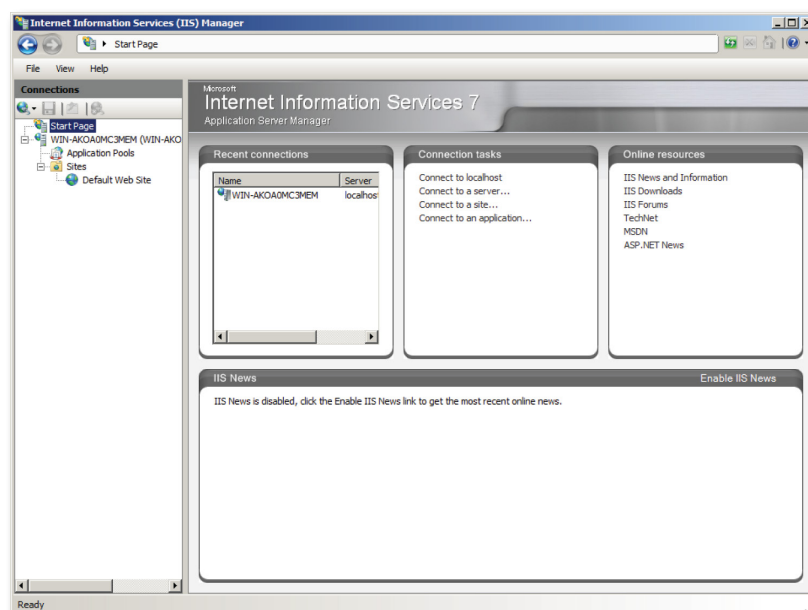 Internet Information Services (IIS) Manager
Start Page
File View Help
Connections
Start Page
WIN-AKOA0MC3MEM (WIN-AKO
Application Pools
Sites
Default Web Site
Microsoft
Internet Information Services 7
Application Server Manager
Recent connections
Name Server
WIN-AKOA0MC3MEM localhos
Connection tasks
Connect to localhost
Connect to a server...
Connect to a site...
Connect to an application...
Online resources
IIS News and Information
IIS Downloads
IIS Forums
TechNet
MSDN
ASP.NET News
IIS News Enable IIS News
IIS News is disabled, click the Enable IIS News link to get the most recent online news.
Ready